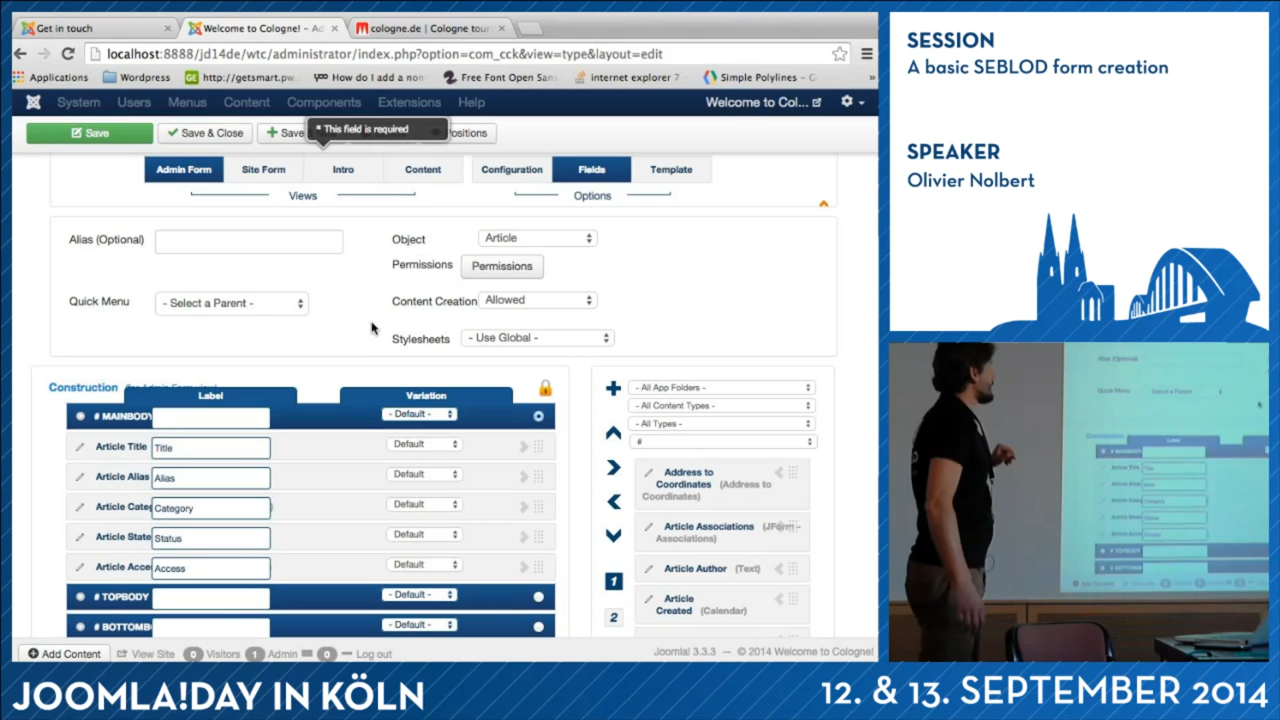 Get in touch
Welcome to Cologne! - Ad
cologne.de | Cologne tour
localhost:8888/jd14de/wtc/administrator/index.php?option=com_cck&view=type&layout=edit
Applications Wordpress http://getsmart.pw How do I add a non Free Font Open San internet explorer 7 Simple Polylines - G
System Users Menus Content Components Extensions Help Welcome to Col...
Save Save & Close Save ositions
This field is required
Admin Form Site Form Intro Content Configuration Fields Template
Views Options
Alias (Optional)
Object Article
Permissions Permissions
Quick Menu - Select a Parent -
Content Creation Allowed
Stylesheets - Use Global -
Construction
Label Variation
# MAINBODY - Default -
Article Title Title Default
Article Alias Alias Default
Article Categ Category Default
Article State Status Default
Article Acce Access Default
# TOPBODY - Default -
# BOTTOMB - Default -
- All App Folders -
- All Content Types -
- All Types -
#
Address to
Coordinates (Address to
Coordinates)
Article Associations (JForm -
Associations)
Article Author (Text)
Article
Created (Calendar)
1
2
Add Content View Site 0 Visitors 1 Admin 0 Log out
Joomla! 3.3.3 — © 2014 Welcome to Cologne!
SESSION
A basic SEBLOD form creation
SPEAKER
Olivier Nolbert
JOOMLA!DAY IN KÖLN
12. & 13. SEPTEMBER 2014